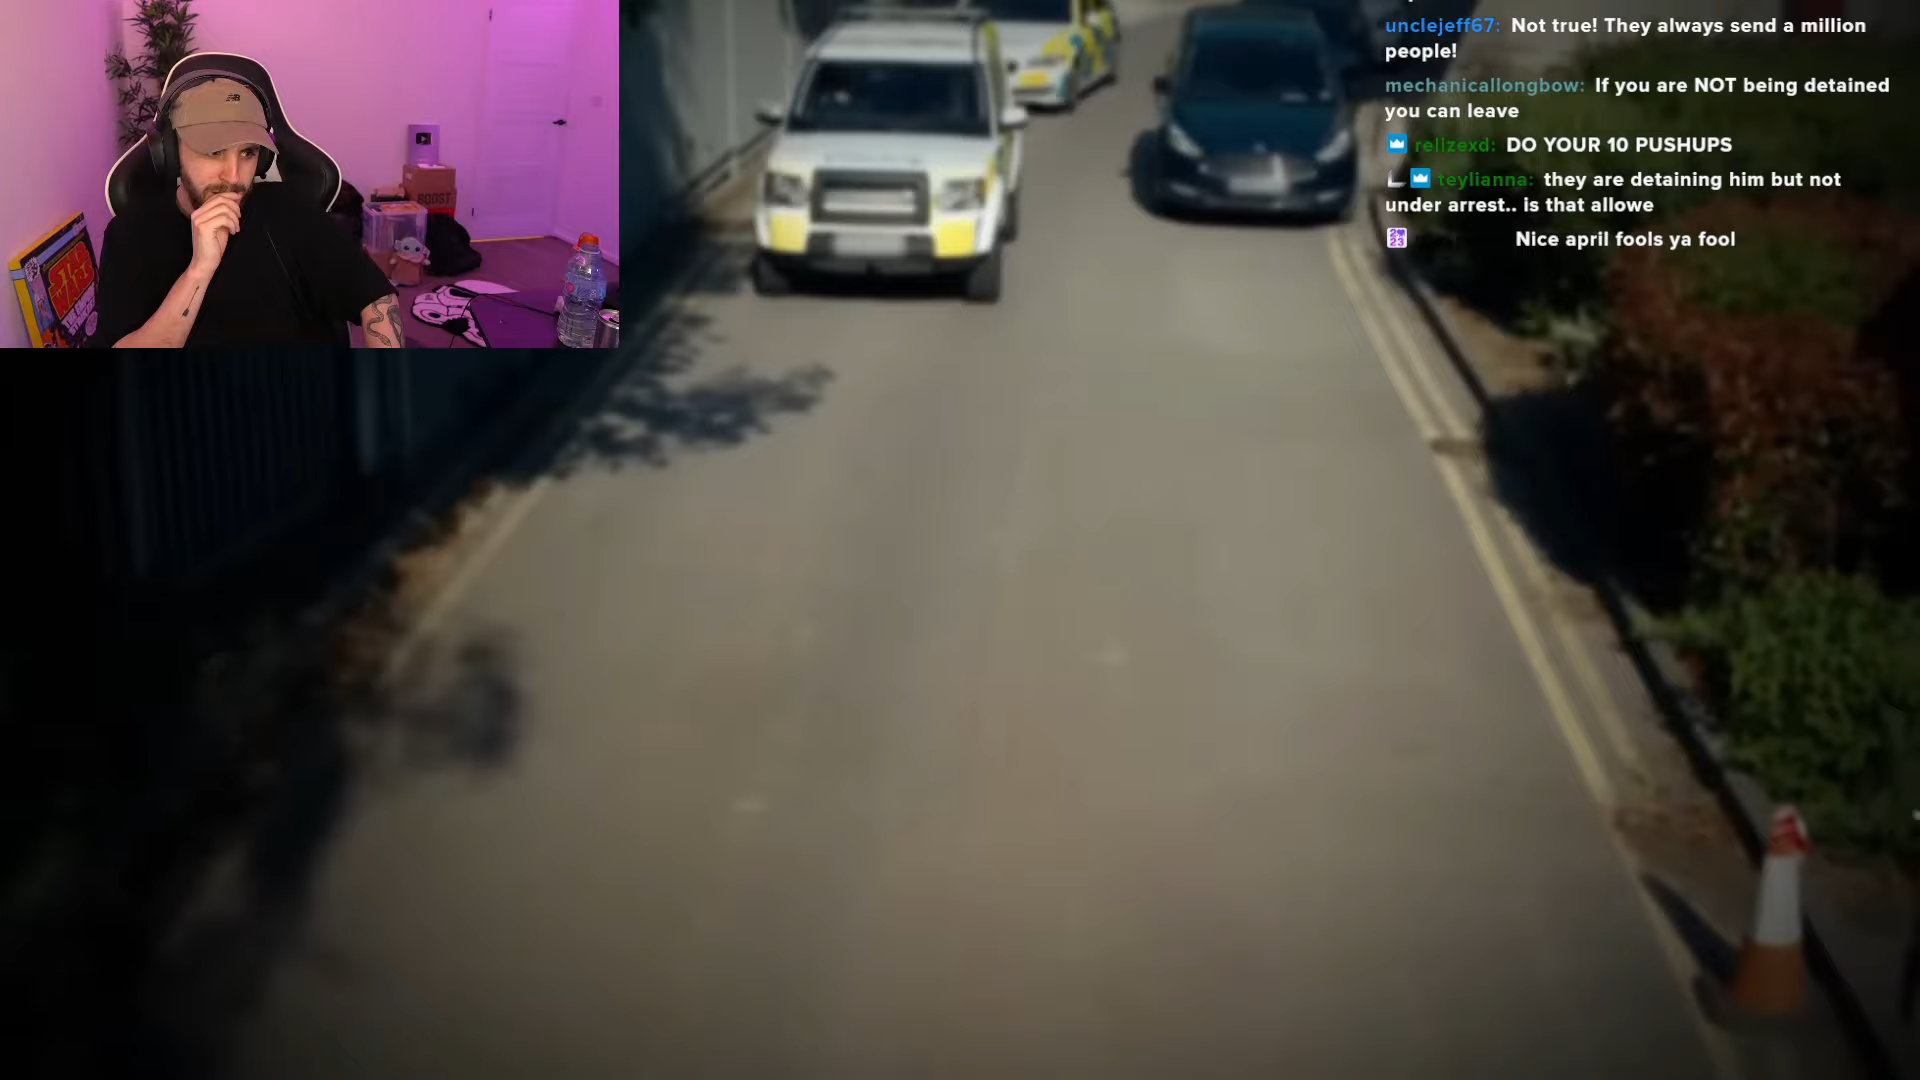 unclejeff67: Not true! They always send a million
people!
mechanicallongbow: If you are NOT being detained
you can leave
relizexd: DO YOUR 10 PUSHUPS
teylianna: they are detaining him but not
under arrest.. is that allowe
Nice april fools ya fool
BOOST